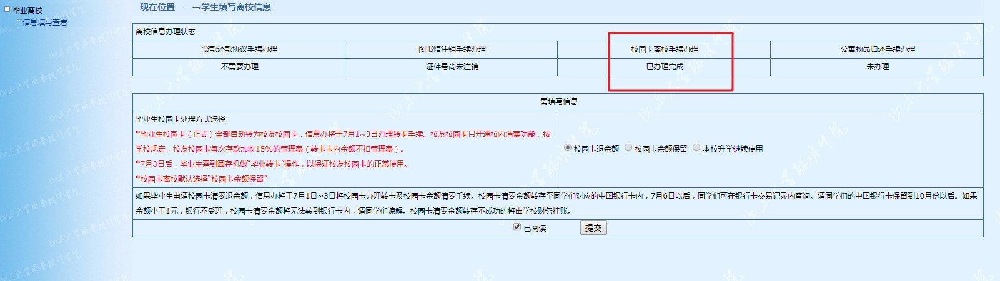 毕业离校
信息填写查看
现在位置——→学生填写离校信息
离校信息办理状态
贷款还款协议手续办理 图书馆注销手续办理 校园卡离校手续办理 公寓物品归还手续办理
不需要办理 证件号尚未注销 已办理完成 未办理
需填写信息
毕业生校园卡处理方式选择
*毕业生校园卡（正式）全部自动转为校友校园卡，信息办将于7月1~3日办理转卡手续。校友校园卡只开通校内消费功能，按
学校规定，校友校园卡每次存款加收15%的管理费（转卡卡内余额不扣管理费）。
*7月3日后，毕业生需到圈存机做“毕业转卡”操作，以保证校友校园卡的正常使用。
*校园卡离校默认选择“校园卡余额保留”
校园卡退余额 校园卡余额保留 本校升学继续使用
如果毕业生申请校园卡清零退余额，信息办将于7月1日~3日将校园卡办理转卡及校园卡余额清零手续。校园卡清零金额转存至同学们对应的中国银行卡内，7月6日以后，同学们可在银行卡交易记录内查询。请同学们的中国银行卡保留到10月份以后。如果
余额小于1元，银行不受理，校园卡清零金额将无法转到银行卡内，请同学们谅解。校园卡清零金额转存不成功的将由学校财务挂账。
已阅读 提交